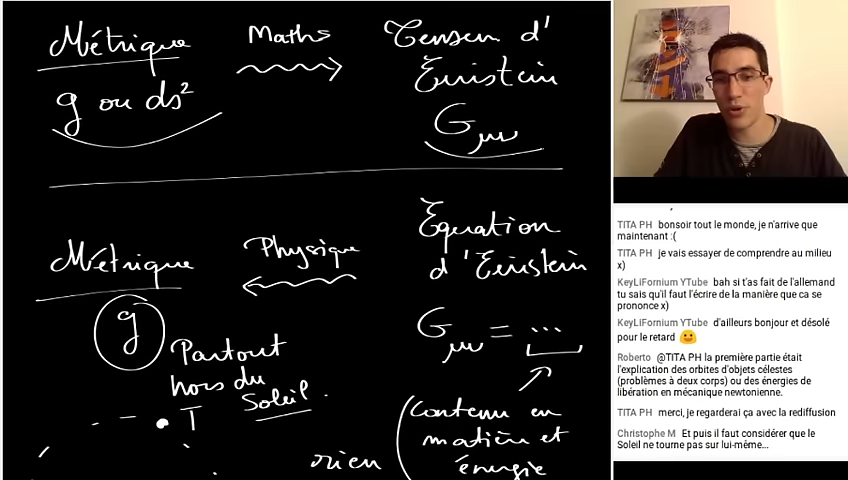 Métrique
Maths
Tenseur d'
Einstein
g ou ds²
Gμν
Équation
d'Einstein
Métrique
Physique
g
Gμν = ...
Partout
hors du
Soleil.
T
rien
(contenu en
matière et
énergie
TITA PH bonsoir tout le monde, je n'arrive que
maintenant :(
TITA PH je vais essayer de comprendre au milieu
x)
KeyLiFornium YTube bah si t'as fait de l'allemand
tu sais qu'il faut l'écrire de la manière que ca se
prononce x)
KeyLiFornium YTube d'ailleurs bonjour et désolé
pour le retard
Roberto @TITA PH la première partie était
l'explication des orbites d'objets célestes
(problèmes à deux corps) ou des énergies de
libération en mécanique newtonienne.
TITA PH merci, je regarderai ça avec la rediffusion
Christophe M Et puis il faut considérer que le
Soleil ne tourne pas sur lui-même...